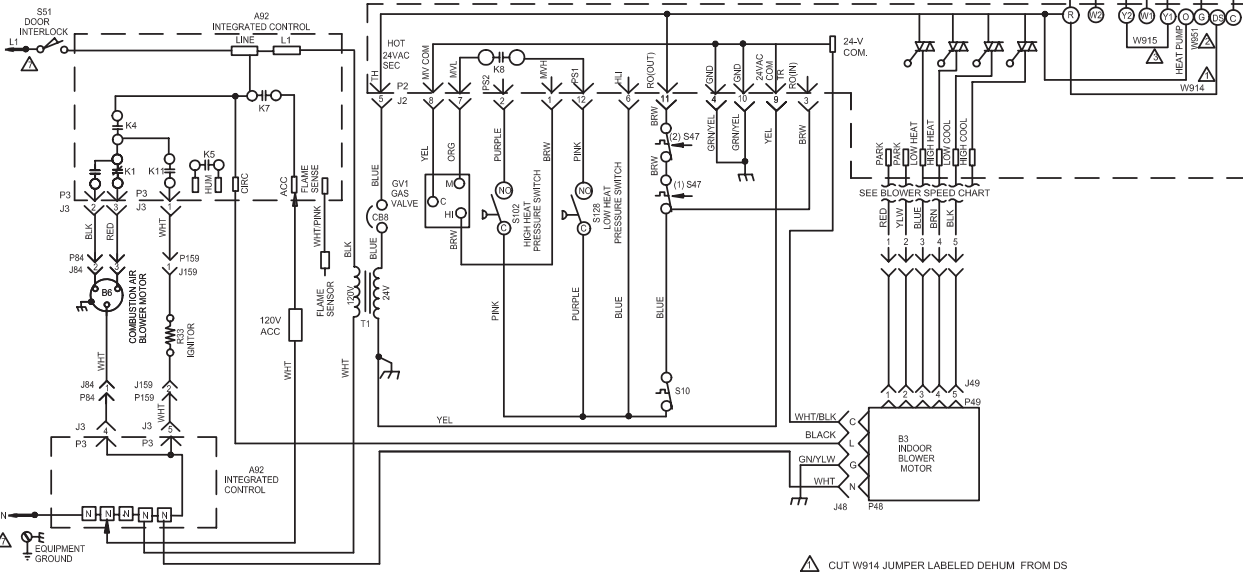 S51
DOOR
INTERLOCK
L1
7
A92
INTEGRATED CONTROL
LINE
L1
HOT
24VAC
SEC
TH
MV COM
MVL
K8
PS2
MVH
PS1
HLI
RO(OUT)
GND
GND
24VAC
COM
TR
RO(IN)
24-V
COM.
R
W2
Y2
W1
Y1
O
G
DS
C
W915
3
HEAT PUMP
W951
2
1
W914
P2
J2
5
8
7
2
1
12
6
11
4
10
9
3
K7
K4
K1
K11
K5
HUM
CIRC
ACC
FLAME
SENSE
P3
J3
2
3
P3
J3
1
BLK
RED
WHT
WHT/PINK
P84
J84
2
3
P159
J159
1
B6
COMBUSTION AIR
BLOWER MOTOR
R33
IGNITOR
120V
ACC
FLAME
SENSOR
BLK
120V
24V
T1
BLUE
CB8
BLUE
GV1
GAS
VALVE
YEL
ORG
M
C
HI
BRW
PURPLE
NO
C
S102
HIGH HEAT
PRESSURE SWITCH
BRW
PINK
NO
C
S128
LOW HEAT
PRESSURE SWITCH
BRW
(2) S47
BRW
(1) S47
GRN/YEL
GRN/YEL
YEL
BRW
PARK
PARK
LOW HEAT
HIGH HEAT
LOW COOL
HIGH COOL
SEE BLOWER SPEED CHART
RED
YLW
BLUE
BRN
BLK
1
2
3
4
5
PINK
PURPLE
BLUE
BLUE
S10
WHT
WHT
WHT
J84
P84
1
J159
P159
2
WHT
J3
P3
4
J3
P3
5
YEL
1
2
3
4
5
J49
P49
WHT/BLK
BLACK
GN/YLW
WHT
C
L
G
N
B3
INDOOR
BLOWER
MOTOR
J48
P48
A92
INTEGRATED
CONTROL
N
N
N
N
N
N
7
EQUIPMENT
GROUND
1 CUT W914 JUMPER LABELED DEHUM FROM DS